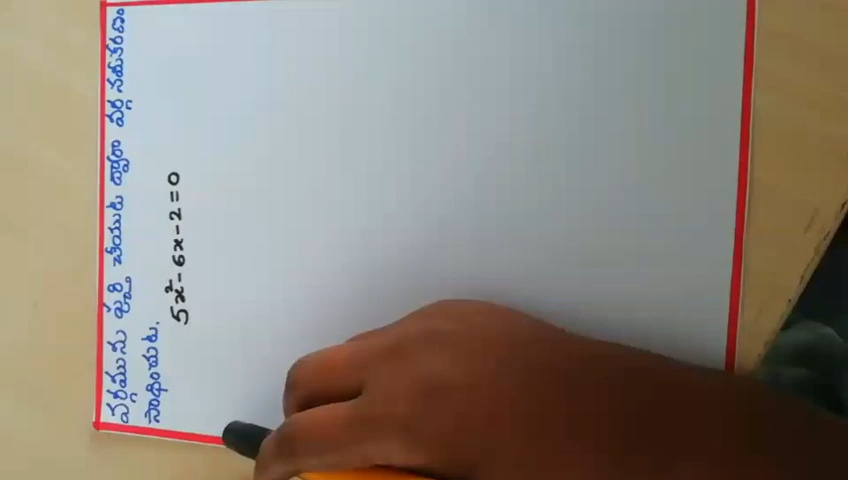 వర్గమును పూర్తి చేయుట ద్వారా వర్గ సమీకరణం
సాధించుట.
5x²-6x-2=0